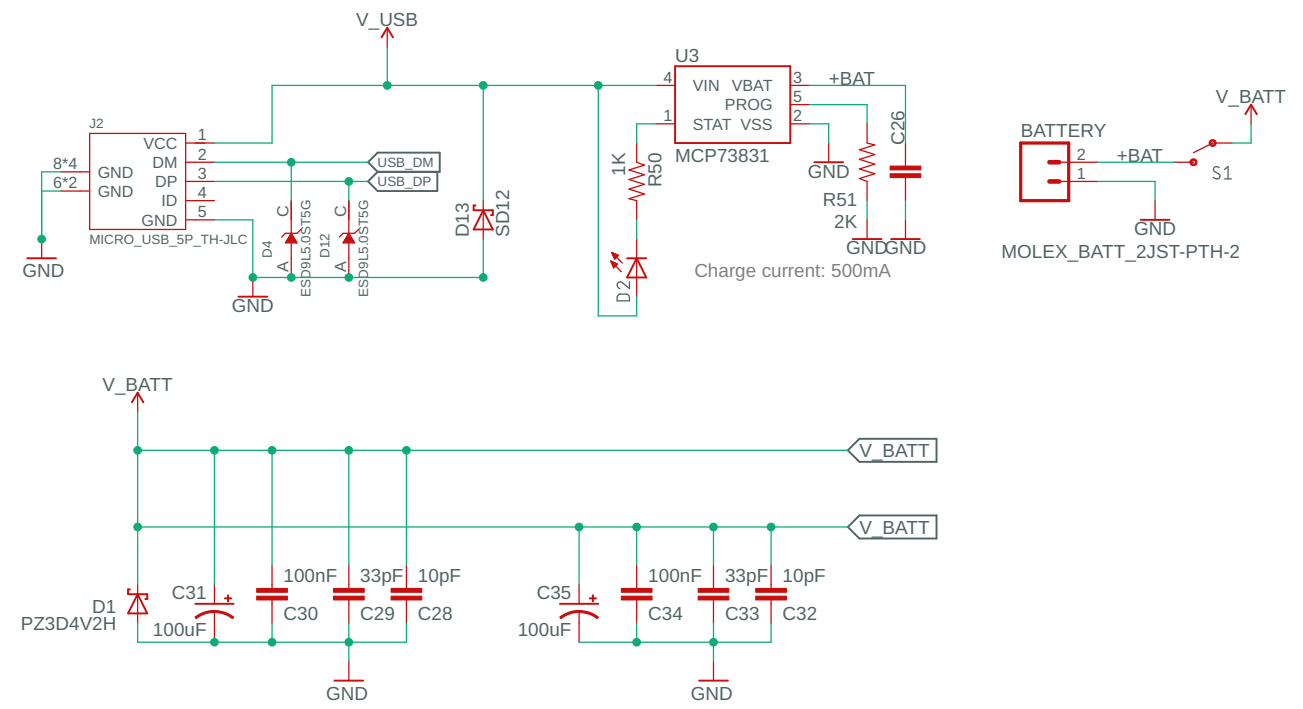 V_USB
J2
VCC
DM
DP
ID
GND
GND
GND
1
2
3
4
5
8*4
6*2
MICRO_USB_5P_TH-JLC
GND
USB_DM
USB_DP
C
A
D4
ESD9L5.0ST5G
C
A
D12
ESD9L5.0ST5G
GND
D13
SD12
1K
R50
D2
U3
4
1
VIN
STAT
VBAT
PROG
VSS
3
5
2
MCP73831
+BAT
GND
R51
2K
C26
GND
GND
Charge current: 500mA
BATTERY
2
1
+BAT
GND
MOLEX_BATT_2JST-PTH-2
S1
V_BATT
V_BATT
V_BATT
V_BATT
D1
PZ3D4V2H
C31
+
100uF
100nF
C30
33pF
C29
10pF
C28
GND
C35
+
100uF
100nF
C34
33pF
C33
10pF
C32
GND